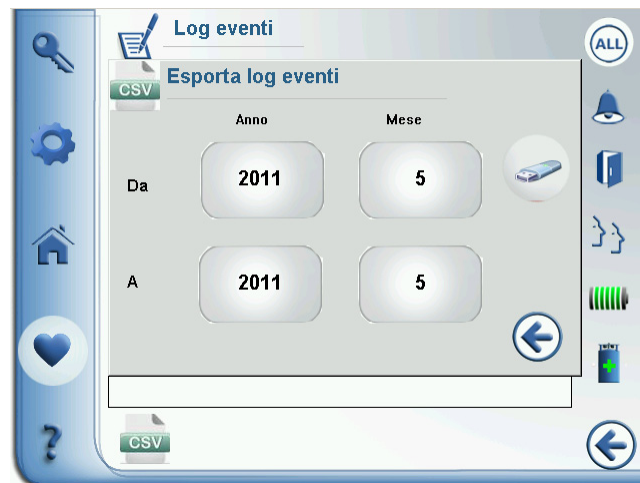 Log eventi
ALL
CSV
Esporta log eventi
Anno Mese
Da 2011 5
A 2011 5
CSV
?